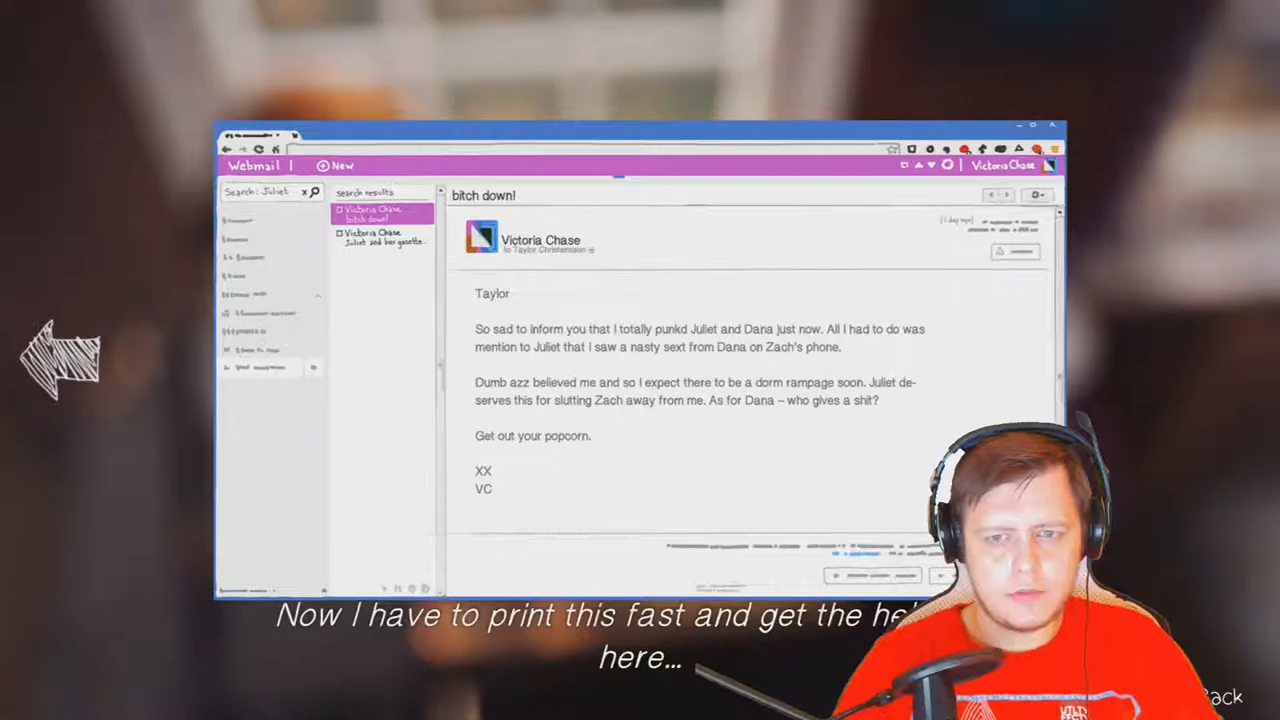 Webmail | New
Victoria Chase
Search: Juliet x
search results
Victoria Chase
bitch down!
Victoria Chase
Juliet and her gazette..
bitch down!
Victoria Chase
to Taylor Christensen
Taylor
So sad to inform you that I totally punkd Juliet and Dana just now. All I had to do was
mention to Juliet that I saw a nasty sext from Dana on Zach's phone.
Dumb azz believed me and so I expect there to be a dorm rampage soon. Juliet de-
serves this for slutting Zach away from me. As for Dana – who gives a shit?
Get out your popcorn.
XX
VC
Now I have to print this fast and get the
here...
Back